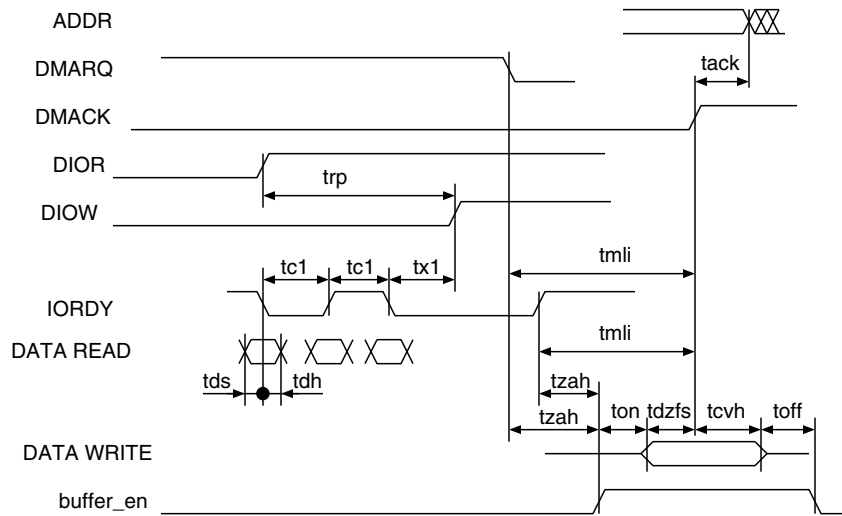 ADDR
DMARQ
tack
DMACK
DIOR
trp
DIOW
tc1 tc1 tx1 tmli
IORDY
tmli
DATA READ
tds tdh tzah
tzah ton tdzfs tcvh toff
DATA WRITE
buffer_en